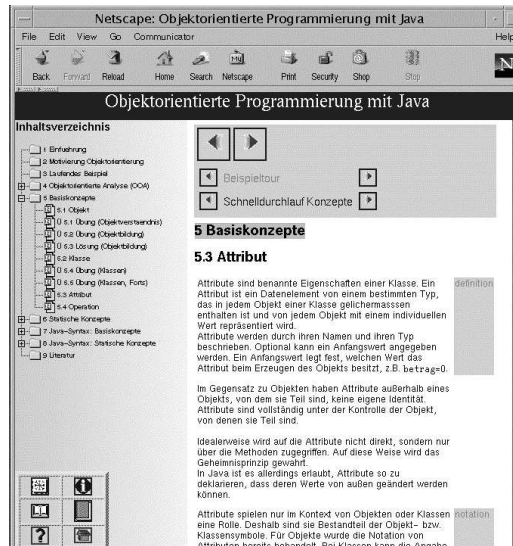 Netscape: Objektorientierte Programmierung mit Java
File Edit View Go Communicator Help
Back Forward Reload Home Search Netscape Print Security Shop Stop
N
Objektorientierte Programmierung mit Java
Inhaltsverzeichnis
1 Einfuehrung
2 Motivierung Objektorientierung
3 Laufendes Beispiel
4 Objektorientierte Analyse (OOA)
5 Basiskonzepte
5.1 Objekt
Ü 5.1 Übung (Objektverstaendnis)
Ü 5.2 Übung (Objektbildung)
Ü 5.3 Lösung (Objektbildung)
5.2 Klasse
Ü 5.4 Übung (Klassen)
Ü 5.5 Übung (Klassen, Forts)
5.3 Attribut
5.4 Operation
6 Statische Konzepte
7 Java-Syntax: Basiskonzepte
8 Java-Syntax: Statische Konzepte
9 Literatur
Beispieltour
Schnelldurchlauf Konzepte
5 Basiskonzepte
5.3 Attribut
Attribute sind benannte Eigenschaften einer Klasse. Ein definition
Attribut ist ein Datenelement von einem bestimmten Typ,
das in jedem Objekt einer Klasse gelichermasssen
enthalten ist und von jedem Objekt mit einem individuellen
Wert repräsentiert wird.
Attribute werden durch ihren Namen und ihren Typ
beschrieben. Optional kann ein Anfangswert angegeben
werden. Ein Anfangswert legt fest, welchen Wert das
Attribut beim Erzeugen des Objekts besitzt, z.B. betrag=0.
Im Gegensatz zu Objekten haben Attribute außerhalb eines
Objekts, von dem sie Teil sind, keine eigene Identität.
Attribute sind vollständig unter der Kontrolle der Objekt,
von denen sie Teil sind.
Idealerweise wird auf die Attribute nicht direkt, sondern nur
über die Methoden zugegriffen. Auf diese Weise wird das
Geheimnisprinzip gewahrt.
In Java ist es allerdings erlaubt, Attribute so zu
deklarieren, dass deren Werte von außen geändert werden
können.
Attribute spielen nur im Kontext von Objekten oder Klassen notation
eine Rolle. Deshalb sind sie Bestandteil der Objekt- bzw.
Klassensymbole. Für Objekte wurde die Notation von
Attributen bereits behandelt. Bei Klassen kann die Angabe